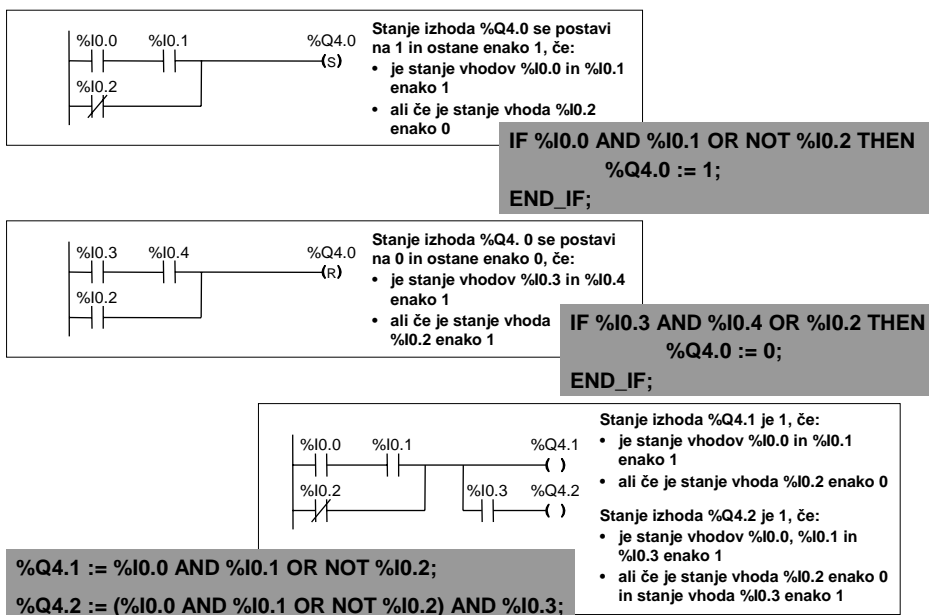 %I0.0 %I0.1 %Q4.0
(S)
%I0.2
Stanje izhoda %Q4.0 se postavi
na 1 in ostane enako 1, če:
• je stanje vhodov %I0.0 in %I0.1
enako 1
• ali če je stanje vhoda %I0.2
enako 0
IF %I0.0 AND %I0.1 OR NOT %I0.2 THEN
%Q4.0 := 1;
END_IF;
%I0.3 %I0.4 %Q4.0
(R)
%I0.2
Stanje izhoda %Q4. 0 se postavi
na 0 in ostane enako 0, če:
• je stanje vhodov %I0.3 in %I0.4
enako 1
• ali če je stanje vhoda
%I0.2 enako 1
IF %I0.3 AND %I0.4 OR %I0.2 THEN
%Q4.0 := 0;
END_IF;
%I0.0 %I0.1 %Q4.1
( )
%I0.2 %I0.3 %Q4.2
( )
Stanje izhoda %Q4.1 je 1, če:
• je stanje vhodov %I0.0 in %I0.1
enako 1
• ali če je stanje vhoda %I0.2 enako 0
Stanje izhoda %Q4.2 je 1, če:
• je stanje vhodov %I0.0, %I0.1 in
%I0.3 enako 1
• ali če je stanje vhoda %I0.2 enako 0
in stanje vhoda %I0.3 enako 1
%Q4.1 := %I0.0 AND %I0.1 OR NOT %I0.2;
%Q4.2 := (%I0.0 AND %I0.1 OR NOT %I0.2) AND %I0.3;